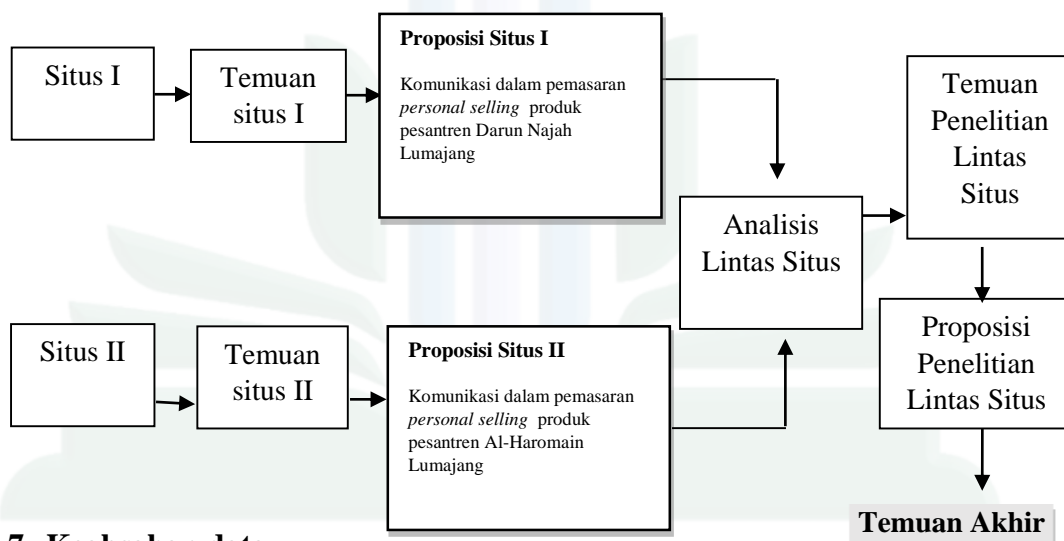 Situs I
Temuan
situs I
Proposisi Situs I
Komunikasi dalam pemasaran
personal selling produk
pesantren Darun Najah
Lumajang
Situs II
Temuan
situs II
Proposisi Situs II
Komunikasi dalam pemasaran
personal selling produk
pesantren Al-Haromain
Lumajang
Analisis
Lintas Situs
Temuan
Penelitian
Lintas
Situs
Proposisi
Penelitian
Lintas Situs
Temuan Akhir